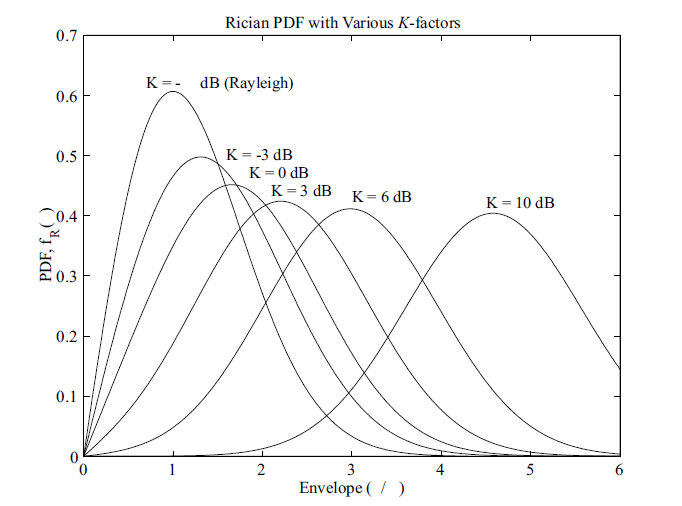 Rician PDF with Various K-factors
0.7
0.6
0.5
0.4
0.3
0.2
0.1
0
PDF, fR( )
K = - dB (Rayleigh)
K = -3 dB
K = 0 dB
K = 3 dB
K = 6 dB
K = 10 dB
0 1 2 3 4 5 6
Envelope ( / )